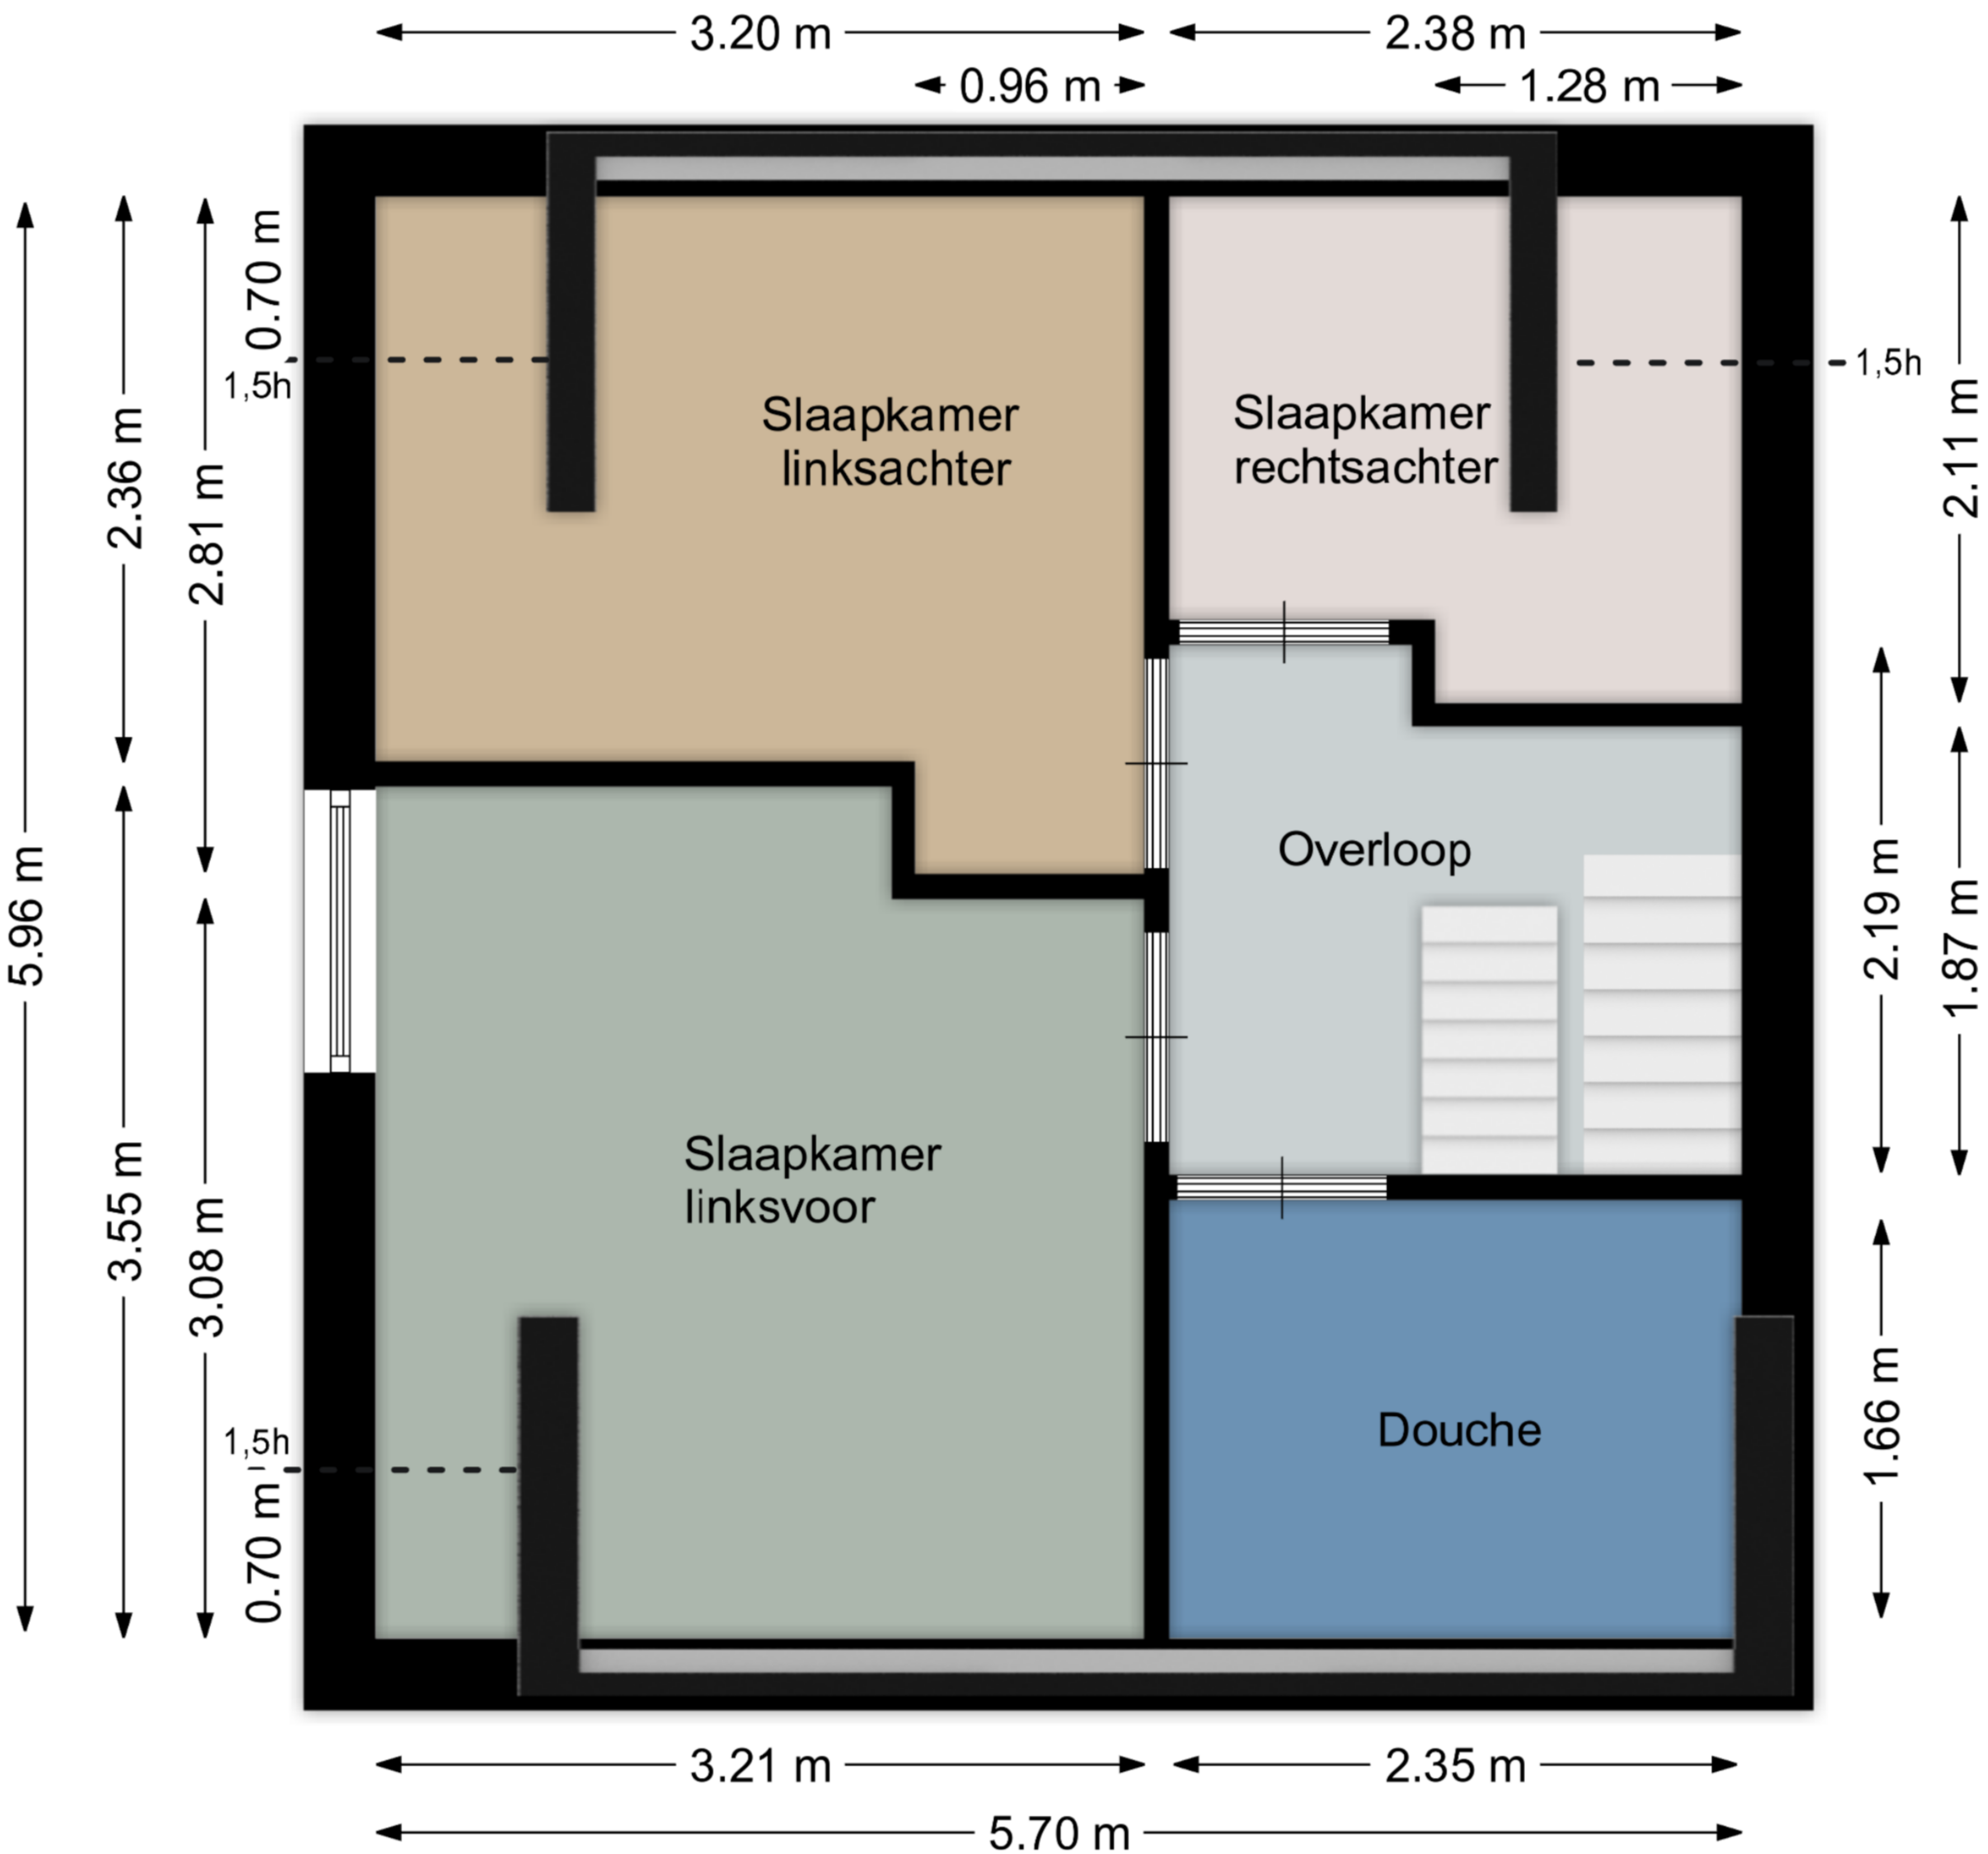 3.20 m
2.38 m
0.96 m
1.28 m
0.70 m
1,5h
1,5h
Slaapkamer
linksachter
Slaapkamer
rechtsachter
2.36 m
2.81 m
2.11 m
5.96 m
Overloop
2.19 m
1.87 m
3.55 m
3.08 m
Slaapkamer
linksvoor
1,5h
0.70 m
Douche
1.66 m
3.21 m
2.35 m
5.70 m